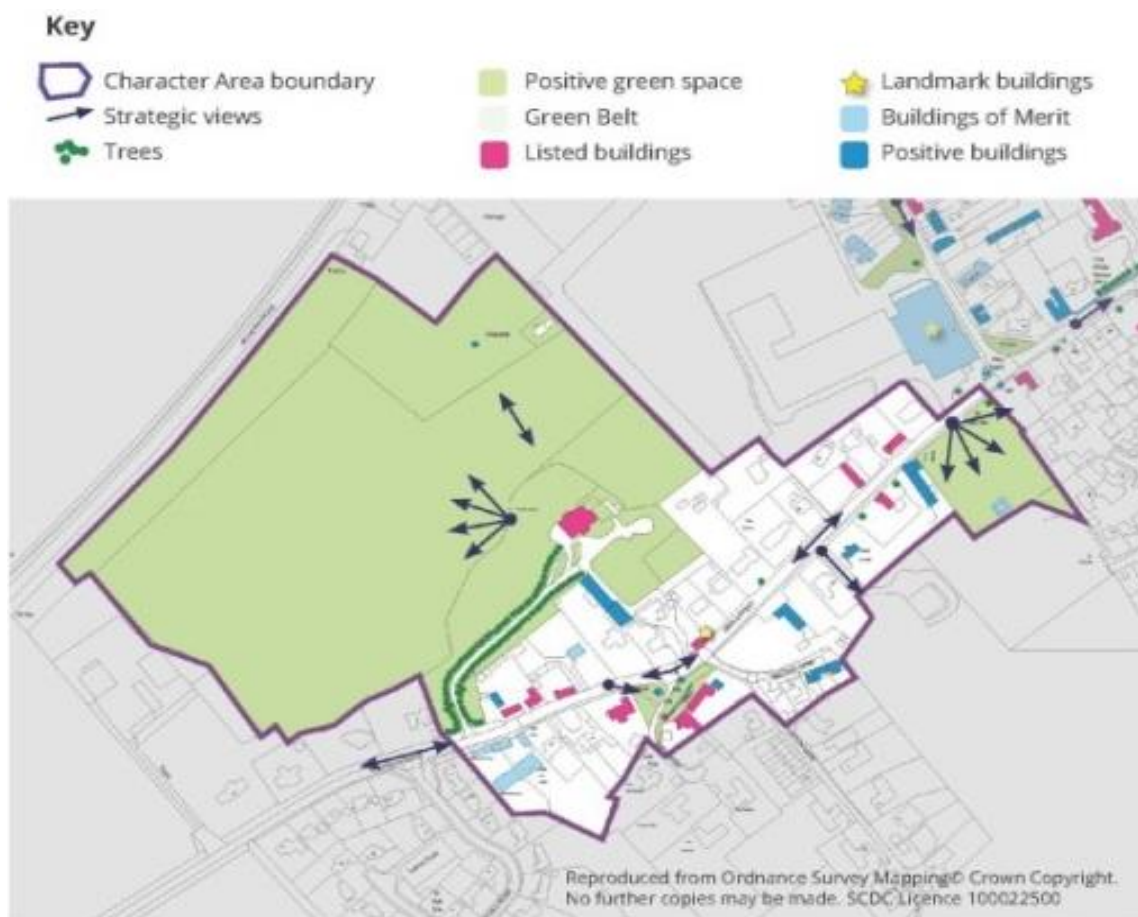 Key
Character Area boundary
Strategic views
Trees
Positive green space
Green Belt
Listed buildings
Landmark buildings
Buildings of Merit
Positive buildings
Reproduced from Ordnance Survey Mapping© Crown Copyright.
No further copies may be made. SCDC Licence 100022500